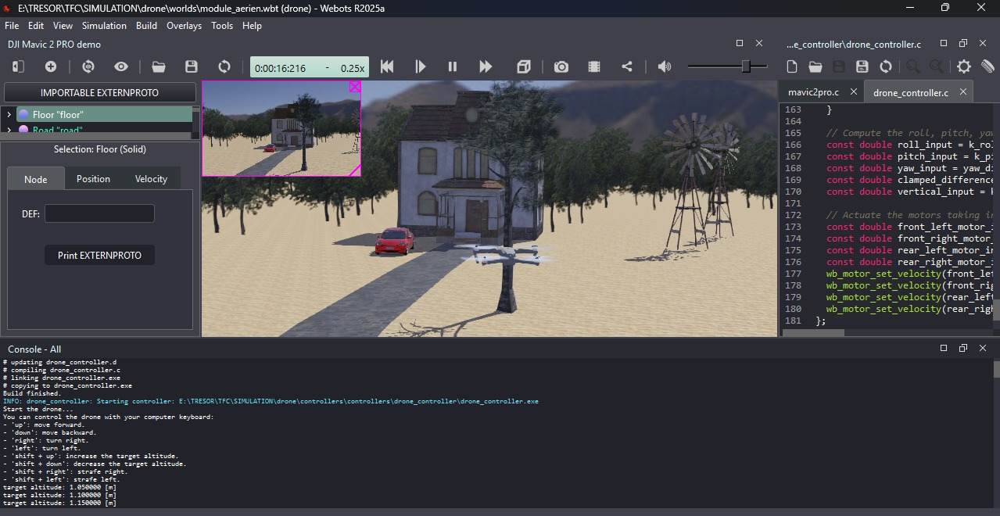 E:\TRESOR\TFC\SIMULATION\drone\worlds\module_aerien.wbt (drone) - Webots R2025a
File Edit View Simulation Build Overlays Tools Help
DJI Mavic 2 PRO demo
...e_controller\drone_controller.c
0:00:16:216 - 0.25x
IMPORTABLE EXTERNPROTO
Floor "floor"
Road "road"
Selection: Floor (Solid)
Node Position Velocity
DEF:
Print EXTERNPROTO
mavic2pro.c drone_controller.c
163 }
164
165 // Compute the roll, pitch, ya
166 const double roll_input = k_ro
167 const double pitch_input = k_p
168 const double yaw_input = yaw_d
169 const double clamped_difference
170 const double vertical_input = k
171
172 // Actuate the motors taking i
173 const double front_left_motor_i
174 const double front_right_motor_
175 const double rear_left_motor_in
176 const double rear_right_motor_i
177 wb_motor_set_velocity(front_lef
178 wb_motor_set_velocity(front_rig
179 wb_motor_set_velocity(rear_left
180 wb_motor_set_velocity(rear_righ
181 };
Console - All
# updating drone_controller.d
# compiling drone_controller.c
# linking drone_controller.exe
# copying to drone_controller.exe
Build finished.
INFO: drone_controller: Starting controller: E:\TRESOR\TFC\SIMULATION\drone\controllers\controllers\drone_controller\drone_controller.exe
Start the drone...
You can control the drone with your computer keyboard:
- 'up': move forward.
- 'down': move backward.
- 'right': turn right.
- 'left': turn left.
- 'shift + up': increase the target altitude.
- 'shift + down': decrease the target altitude.
- 'shift + right': strafe right.
- 'shift + left': strafe left.
target altitude: 1.050000 [m]
target altitude: 1.100000 [m]
target altitude: 1.150000 [m]